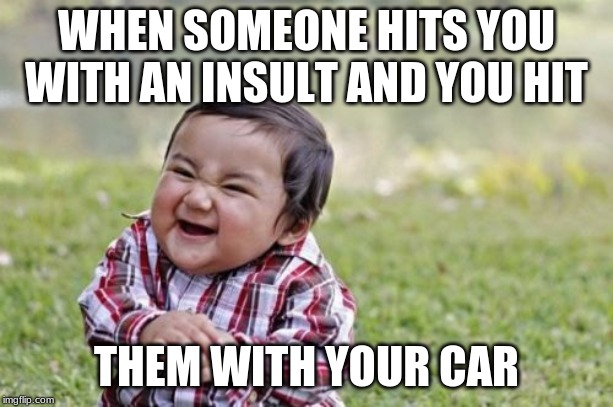 WHEN SOMEONE HITS YOU
WITH AN INSULT AND YOU HIT
THEM WITH YOUR CAR
imgflip.com